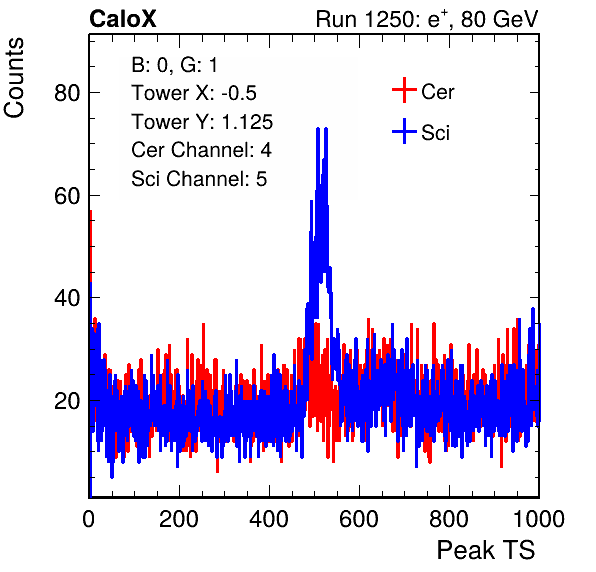 CaloX Run 1250: e⁺, 80 GeV
Counts
B: 0, G: 1
Tower X: -0.5
Tower Y: 1.125
Cer Channel: 4
Sci Channel: 5
Cer
Sci
80
60
40
20
0 200 400 600 800 1000
Peak TS